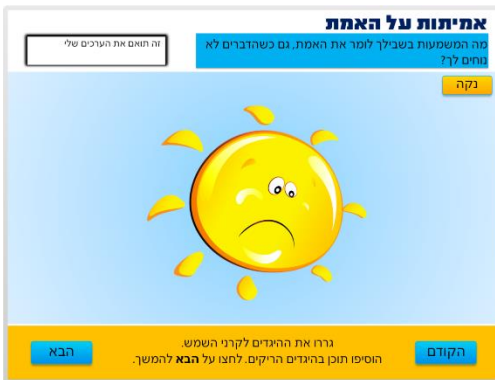 אמיתות על האמת
מה המשמעות בשבילך לומר את האמת, גם כשהדברים לא
נוחים לך?
זה תואם את הערכים שלי
נקה
גררו את ההיגדים לקרני השמש.
הוסיפו תוכן בהיגדים הריקים. לחצו על הבא להמשך.
הקודם
הבא